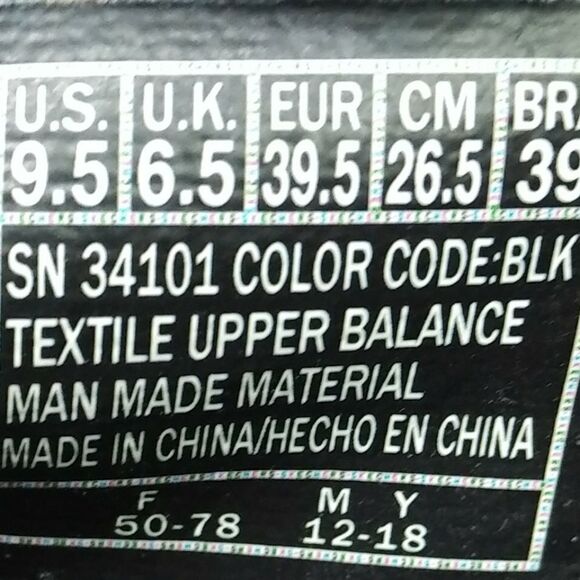 U.S. U.K. EUR CM BR
9.5 6.5 39.5 26.5 39
SN 34101 COLOR CODE:BLK
TEXTILE UPPER BALANCE
MAN MADE MATERIAL
MADE IN CHINA/HECHO EN CHINA
F M Y
50-78 12-18